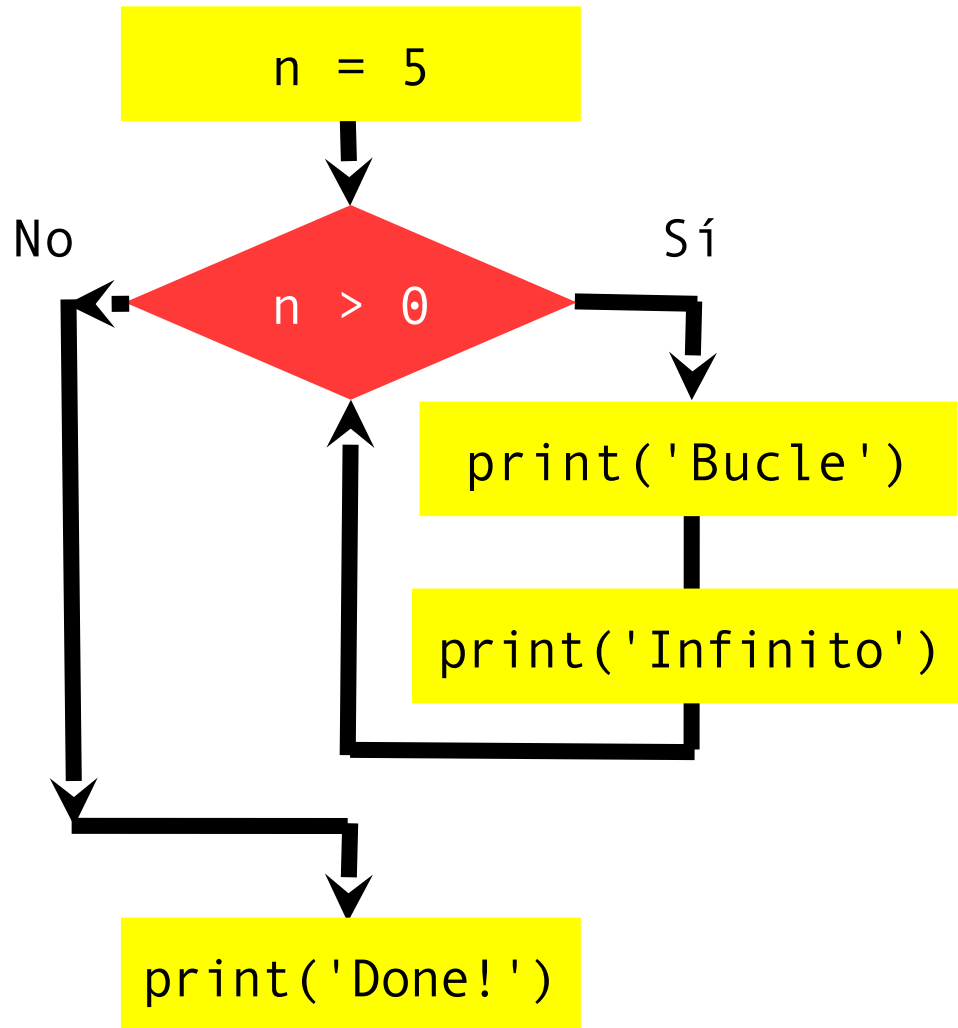 n = 5
No
Sí
n > 0
print('Bucle')
print('Infinito')
print('Done!')